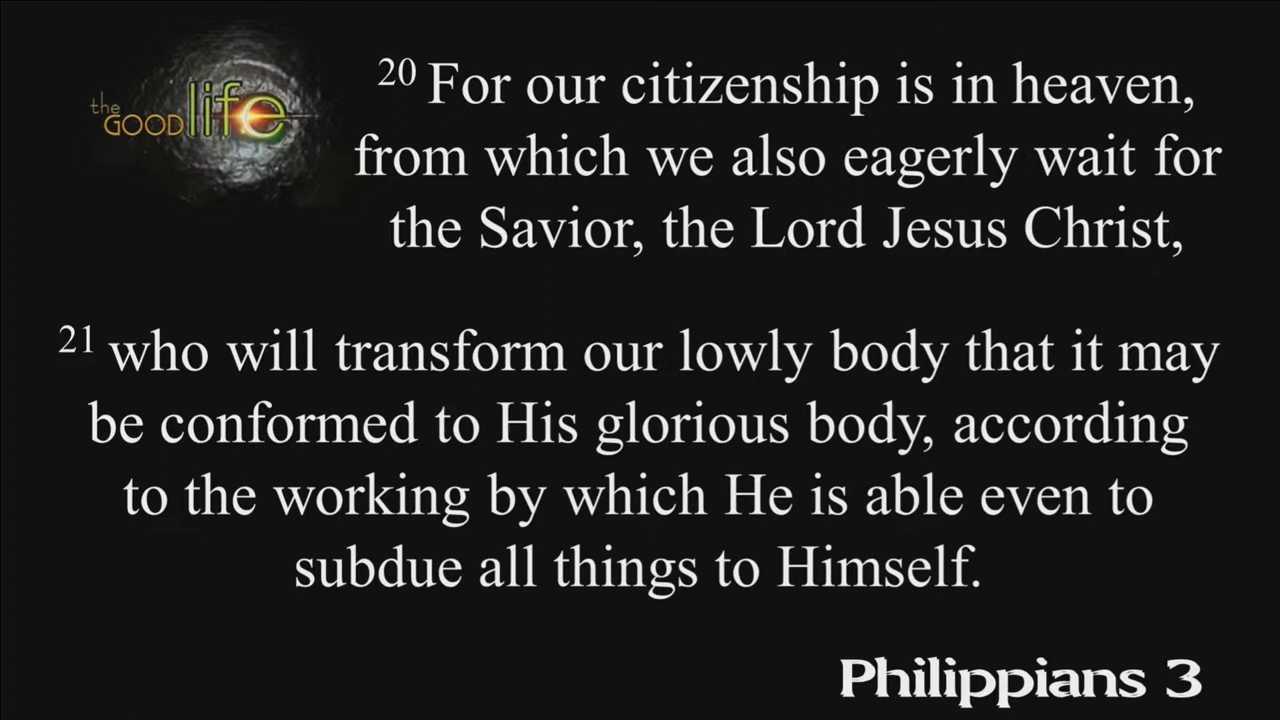 the
GOOD life
20 For our citizenship is in heaven,
from which we also eagerly wait for
the Savior, the Lord Jesus Christ,
21 who will transform our lowly body that it may
be conformed to His glorious body, according
to the working by which He is able even to
subdue all things to Himself.
Philippians 3